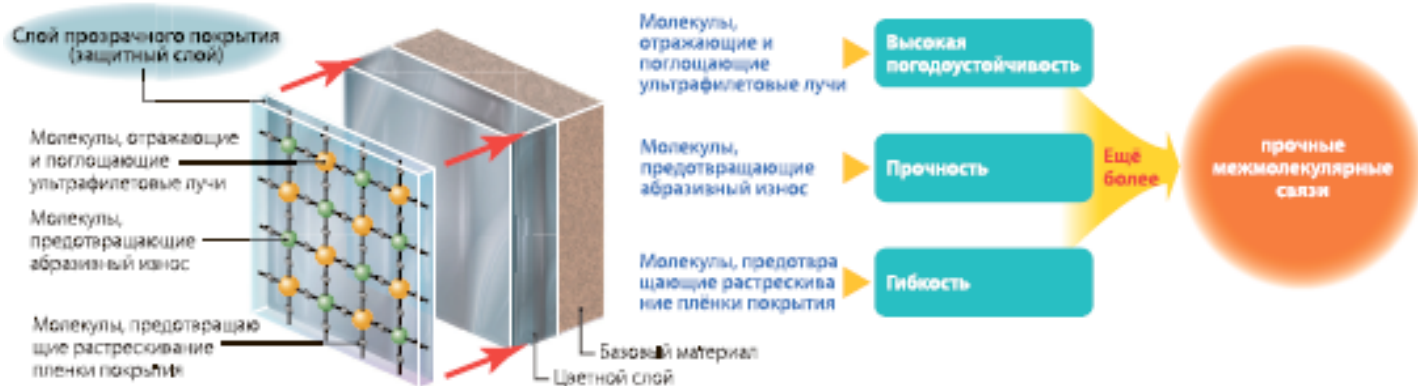 Слой прозрачного покрытия
(защитный слой)
Молекулы, отражающие
и поглощающие
ультрафилетовые лучи
Молекулы,
предотвращающие
абразивный износ
Молекулы, предотвращаю
щие растрескивание
пленки покрытия
Базовый материал
Цветной слой
Молекулы,
отражающие и
поглощающие
ультрафилетовые лучи
Высокая
погодоустойчивость
Молекулы,
предотвращающие
абразивный износ
Прочность
Молекулы, предотвра
щающие растрескива
ние плёнки покрытия
Гибкость
Ещё
более
прочные
межмолекулярные
связи